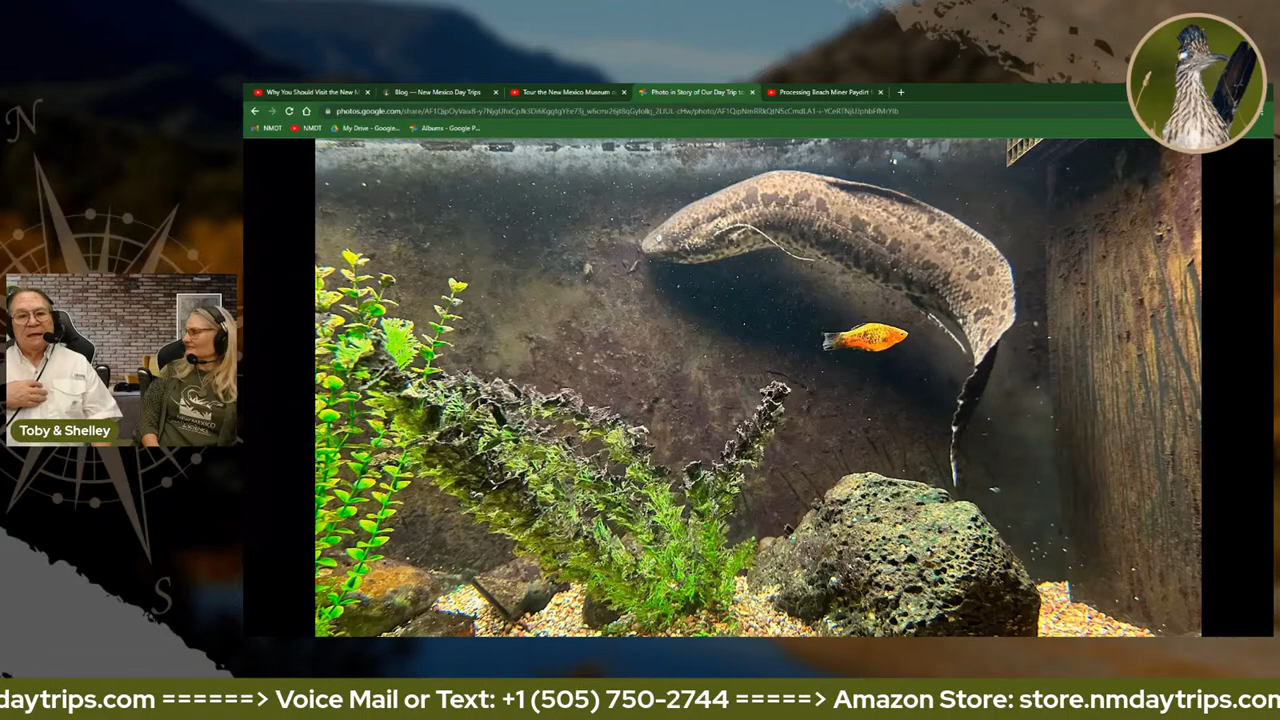 Why You Should Visit the New M
Blog — New Mexico Day Trips
Tour the New Mexico Museum o
Photo in Story of Our Day Trip to
Processing Beach Miner Paydirt
NMDT
NMDT
My Drive - Google...
Albums - Google P...
N
Toby & Shelley
S
daytrips.com ======> Voice Mail or Text: +1 (505) 750-2744 =====> Amazon Store: store.nmdaytrips.con